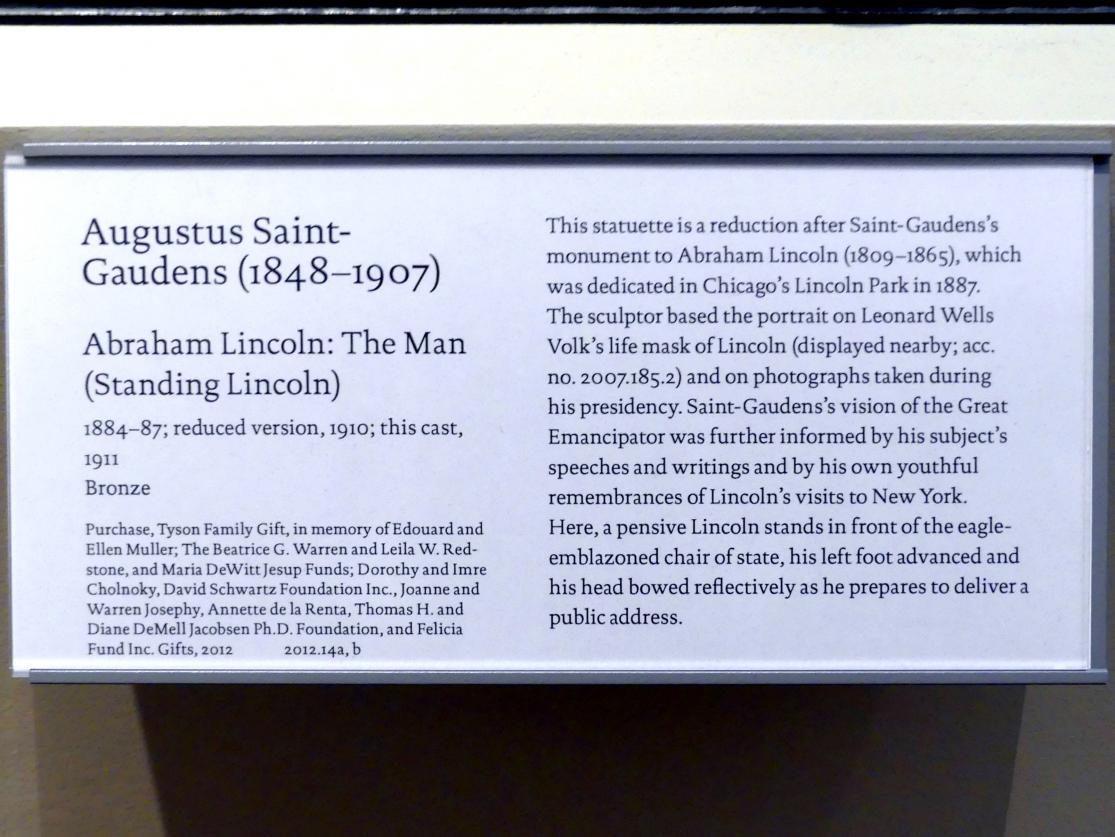 Augustus Saint-
Gaudens (1848–1907)
Abraham Lincoln: The Man
(Standing Lincoln)
1884–87; reduced version, 1910; this cast,
1911
Bronze
Purchase, Tyson Family Gift, in memory of Edouard and
Ellen Muller; The Beatrice G. Warren and Leila W. Red-
stone, and Maria DeWitt Jesup Funds; Dorothy and Imre
Cholnoky, David Schwartz Foundation Inc., Joanne and
Warren Josephy, Annette de la Renta, Thomas H. and
Diane DeMell Jacobsen Ph.D. Foundation, and Felicia
Fund Inc. Gifts, 2012 2012.14a, b
This statuette is a reduction after Saint-Gaudens's
monument to Abraham Lincoln (1809–1865), which
was dedicated in Chicago's Lincoln Park in 1887.
The sculptor based the portrait on Leonard Wells
Volk's life mask of Lincoln (displayed nearby; acc.
no. 2007.185.2) and on photographs taken during
his presidency. Saint-Gaudens's vision of the Great
Emancipator was further informed by his subject's
speeches and writings and by his own youthful
remembrances of Lincoln's visits to New York.
Here, a pensive Lincoln stands in front of the eagle-
emblazoned chair of state, his left foot advanced and
his head bowed reflectively as he prepares to deliver a
public address.